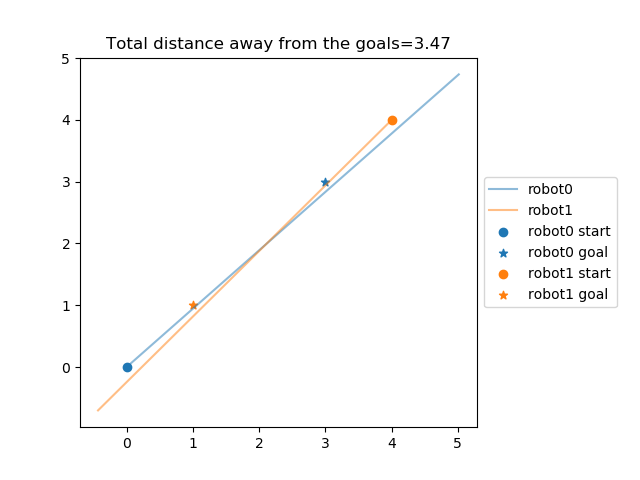 Total distance away from the goals=3.47
5
4
3
2
1
0
0 1 2 3 4 5
robot0
robot1
robot0 start
robot0 goal
robot1 start
robot1 goal